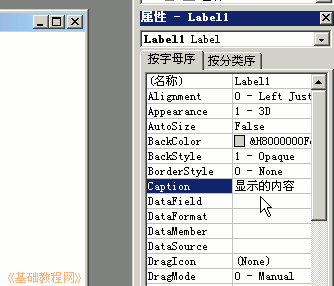 属性 - Label1
Label1 Label
按字母序 按分类序
(名称) Label1
Alignment 0 - Left Just
Appearance 1 - 3D
AutoSize False
BackColor &H8000000F&
BackStyle 1 - Opaque
BorderStyle 0 - None
Caption 显示的内容
DataField
DataFormat
DataMember
DataSource
DragIcon (None)
DragMode 0 - Manual
《基础教程网》